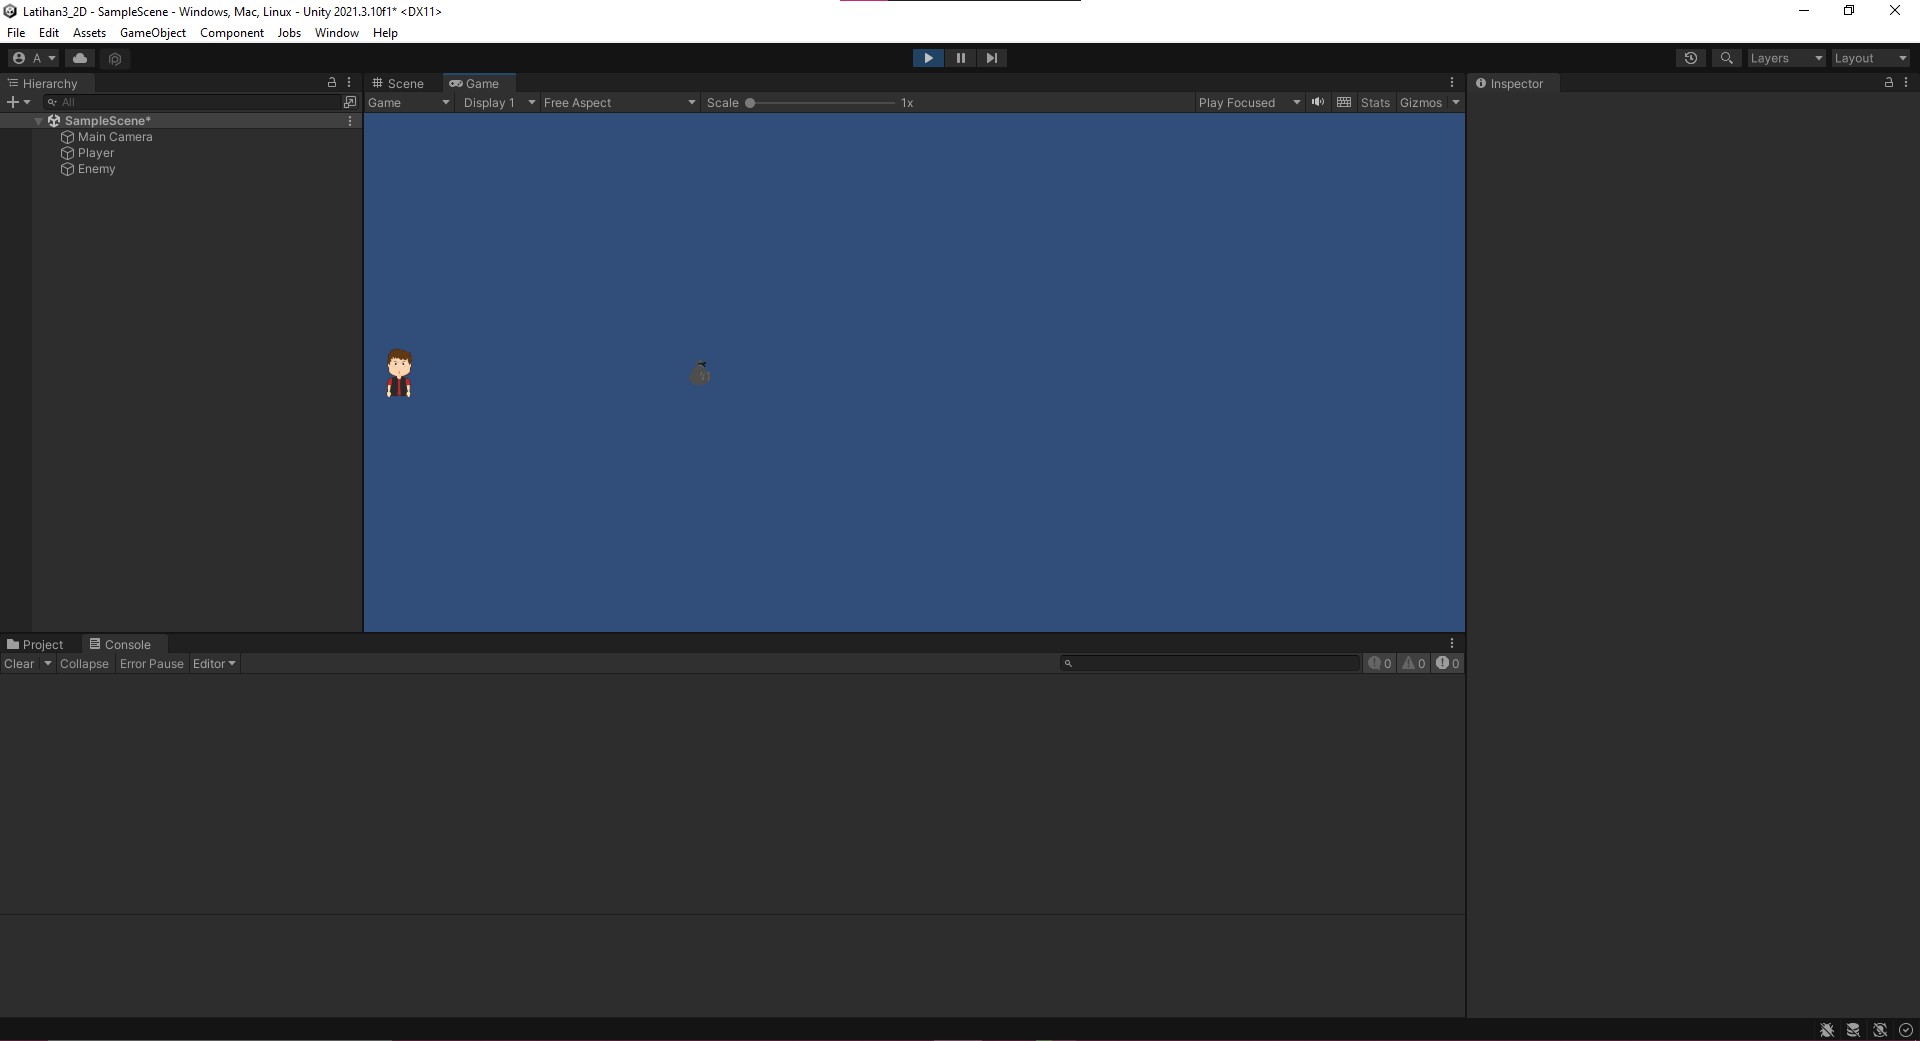 Latihan3_2D - SampleScene - Windows, Mac, Linux - Unity 2021.3.10f1* <DX11>
File Edit Assets GameObject Component Jobs Window Help
A Layers Layout
Hierarchy Scene Game Inspector
All Game Display 1 Free Aspect Scale 1x Play Focused Stats Gizmos
SampleScene*
Main Camera
Player
Enemy
Project Console
Clear Collapse Error Pause Editor 0 0 0